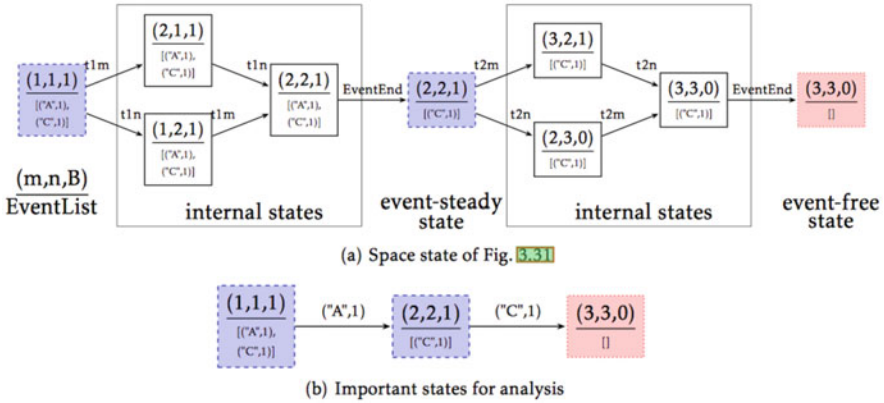 (2,1,1)
[("A",1),
("C",1)]
(3,2,1)
[("C",1)]
t1m
t1n
t2m
t2n
(1,1,1)
[("A",1),
("C",1)]
(2,2,1)
[("A",1),
("C",1)]
EventEnd
(2,2,1)
[("C",1)]
(3,3,0)
[("C",1)]
EventEnd
(3,3,0)
[]
t1n
t1m
t2n
t2m
(1,2,1)
[("A",1),
("C",1)]
(2,3,0)
[("C",1)]
(m,n,B)
EventList
internal states
event-steady
state
internal states
event-free
state
(a) Space state of Fig. 3.31
(1,1,1)
[("A",1),
("C",1)]
("A",1)
(2,2,1)
[("C",1)]
("C",1)
(3,3,0)
[]
(b) Important states for analysis